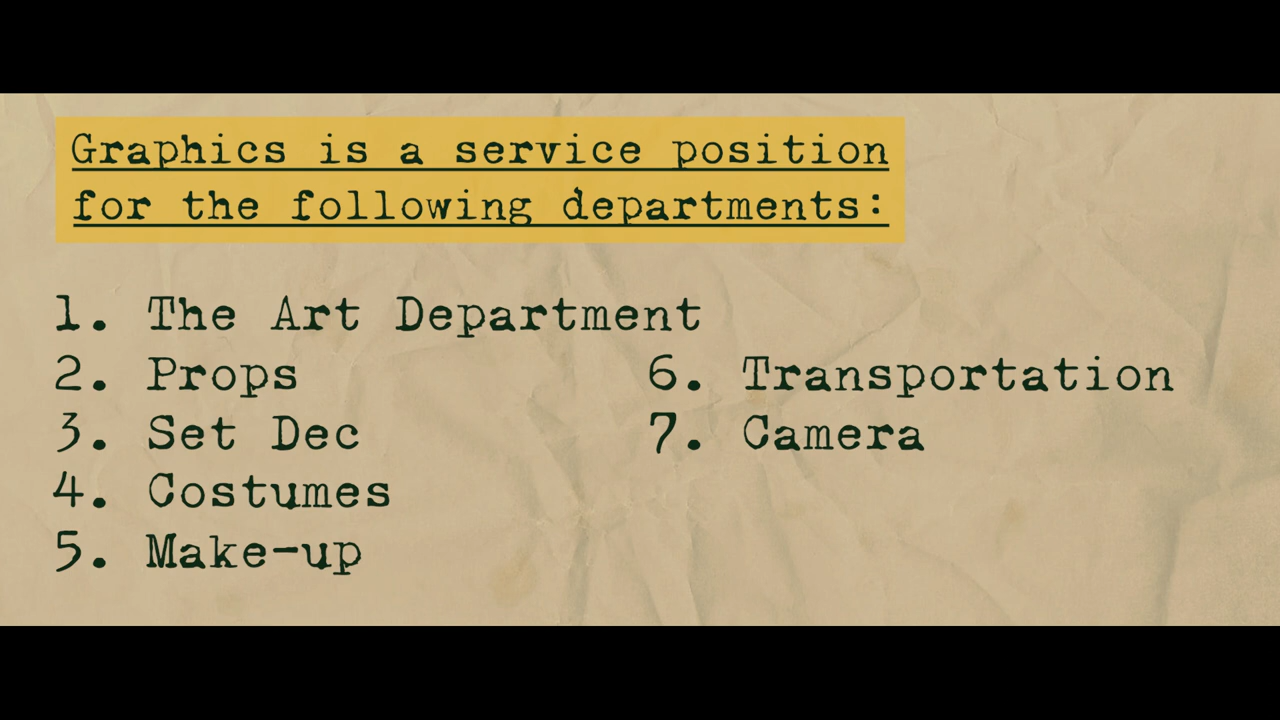 Graphics is a service position
for the following departments:
1. The Art Department
2. Props
3. Set Dec
4. Costumes
5. Make-up
6. Transportation
7. Camera